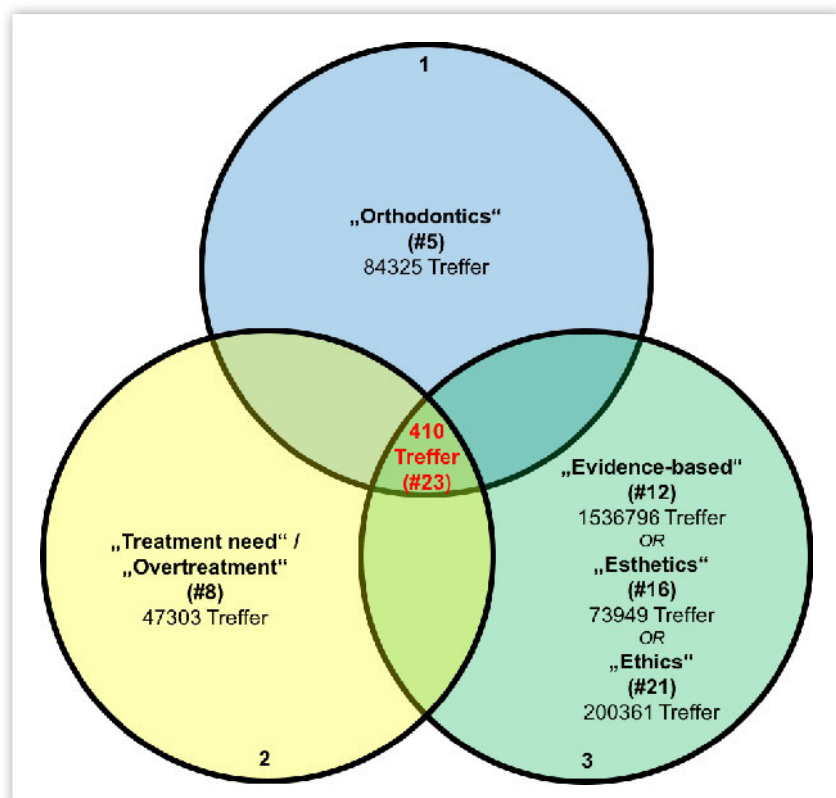 1
„Orthodontics“
(#5)
84325 Treffer
410
Treffer
(#23)
„Treatment need“ /
„Overtreatment“
(#8)
47303 Treffer
„Evidence-based“
(#12)
1536796 Treffer
OR
„Esthetics“
(#16)
73949 Treffer
OR
„Ethics“
(#21)
200361 Treffer
2
3